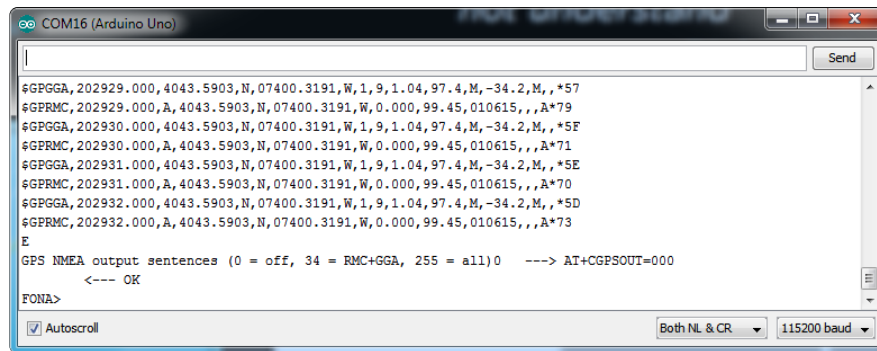 not understand
COM16 (Arduino Uno)
Send
$GPGGA,202929.000,4043.5903,N,07400.3191,W,1,9,1.04,97.4,M,-34.2,M,,*57
$GPRMC,202929.000,A,4043.5903,N,07400.3191,W,0.000,99.45,010615,,,A*79
$GPGGA,202930.000,4043.5903,N,07400.3191,W,1,9,1.04,97.4,M,-34.2,M,,*5F
$GPRMC,202930.000,A,4043.5903,N,07400.3191,W,0.000,99.45,010615,,,A*71
$GPGGA,202931.000,4043.5903,N,07400.3191,W,1,9,1.04,97.4,M,-34.2,M,,*5E
$GPRMC,202931.000,A,4043.5903,N,07400.3191,W,0.000,99.45,010615,,,A*70
$GPGGA,202932.000,4043.5903,N,07400.3191,W,1,9,1.04,97.4,M,-34.2,M,,*5D
$GPRMC,202932.000,A,4043.5903,N,07400.3191,W,0.000,99.45,010615,,,A*73
E
GPS NMEA output sentences (0 = off, 34 = RMC+GGA, 255 = all)0 ---> AT+CGPSOUT=000
<--- OK
FONA>
Autoscroll Both NL & CR 115200 baud